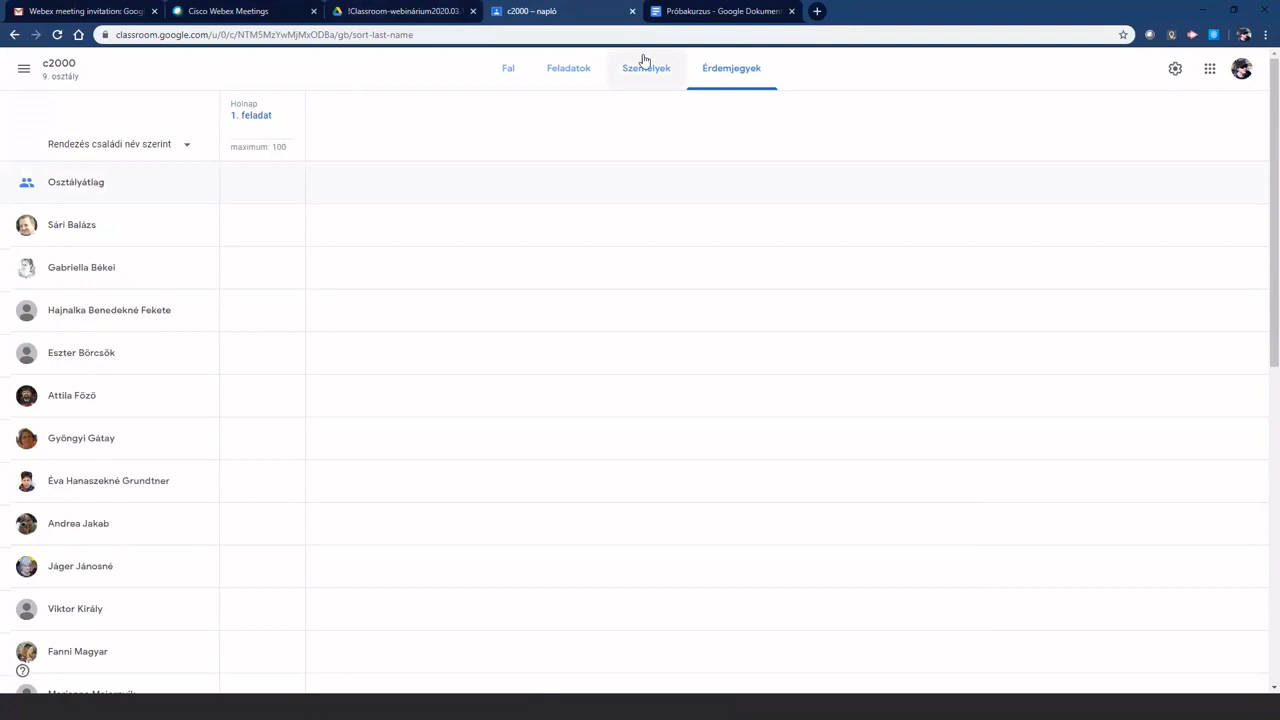 Webex meeting invitation: Goog
Cisco Webex Meetings
!Classroom-webinárium2020.03.
c2000 – napló
Próbakurzus - Google Dokument
classroom.google.com/u/0/c/NTM5MzYwMjMxODBa/gb/sort-last-name
c2000
9. osztály
Fal
Feladatok
Személyek
Érdemjegyek
Holnap
1. feladat
Rendezés családi név szerint
maximum: 100
Osztályátlag
Sári Balázs
Gabriella Békei
Hajnalka Benedekné Fekete
Eszter Börcsök
Attila Főző
Gyöngyi Gátay
Éva Hanaszekné Grundtner
Andrea Jakab
Jáger Jánosné
Viktor Király
Fanni Magyar